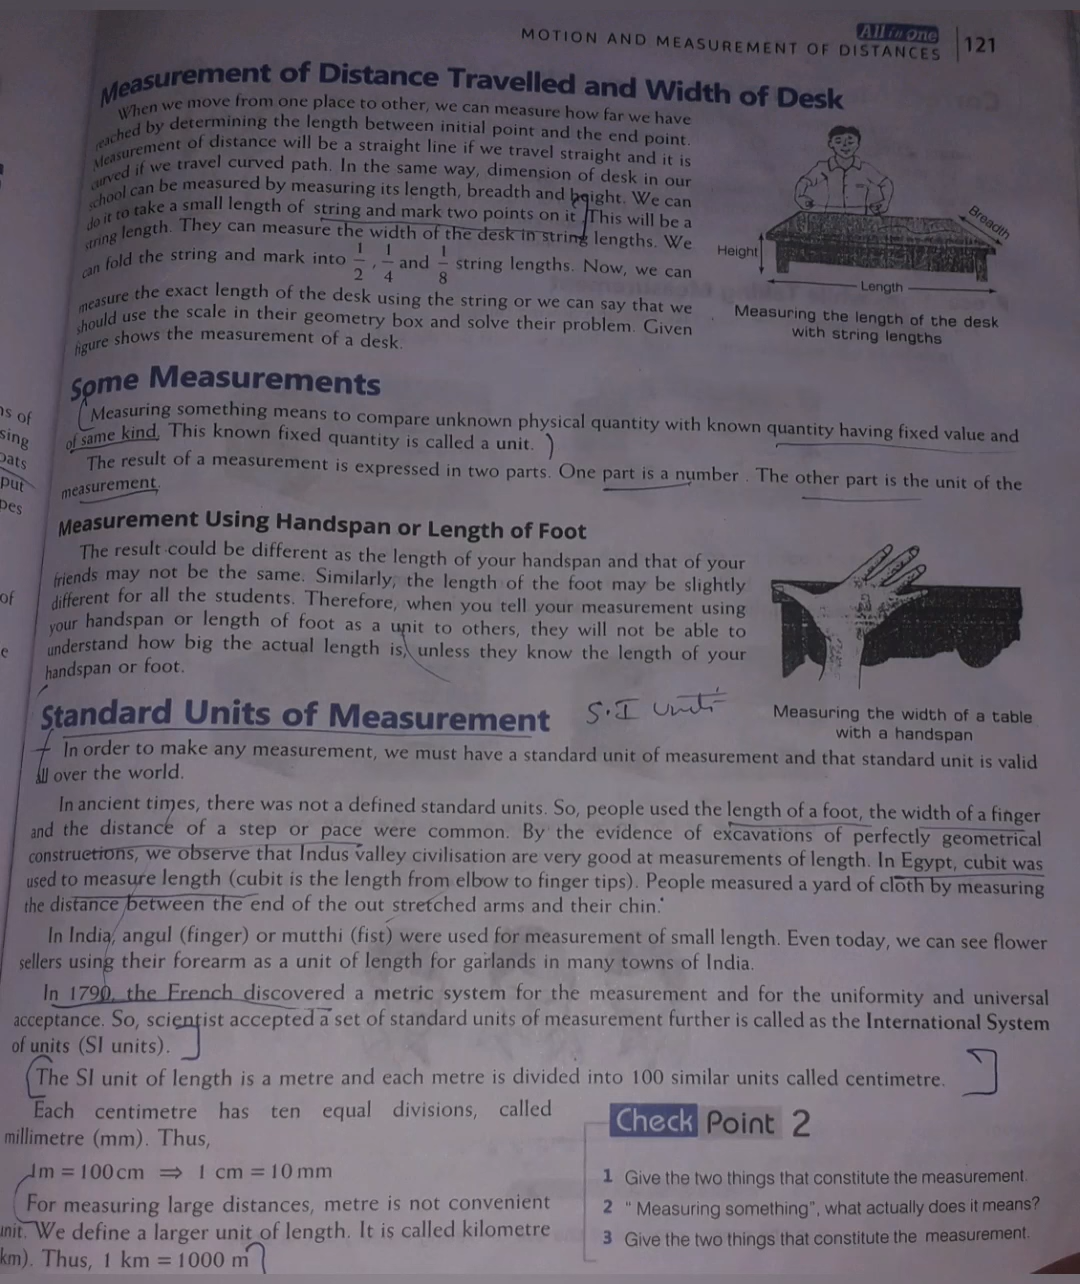 All in One
MOTION AND MEASUREMENT OF DISTANCES 121
Measurement of Distance Travelled and Width of Desk
When we move from one place to other, we can measure how far we have
reached by determining the length between initial point and the end point.
Measurement of distance will be a straight line if we travel straight and it is
curved if we travel curved path. In the same way, dimension of desk in our
school can be measured by measuring its length, breadth and height. We can
do it to take a small length of string and mark two points on it. This will be a
string length. They can measure the width of the desk in string lengths. We
can fold the string and mark into 1/2, 1/4 and 1/8 string lengths. Now, we can
measure the exact length of the desk using the string or we can say that we
should use the scale in their geometry box and solve their problem. Given
figure shows the measurement of a desk.
Breadth
Height
Length
Measuring the length of the desk
with string lengths
Some Measurements
Measuring something means to compare unknown physical quantity with known quantity having fixed value and
of same kind. This known fixed quantity is called a unit.
The result of a measurement is expressed in two parts. One part is a number . The other part is the unit of the
measurement.
Measurement Using Handspan or Length of Foot
The result could be different as the length of your handspan and that of your
friends may not be the same. Similarly, the length of the foot may be slightly
different for all the students. Therefore, when you tell your measurement using
your handspan or length of foot as a unit to others, they will not be able to
understand how big the actual length is, unless they know the length of your
handspan or foot.
Measuring the width of a table
with a handspan
Standard Units of Measurement S.I Unit
In order to make any measurement, we must have a standard unit of measurement and that standard unit is valid
all over the world.
In ancient times, there was not a defined standard units. So, people used the length of a foot, the width of a finger
and the distance of a step or pace were common. By the evidence of excavations of perfectly geometrical
constructions, we observe that Indus valley civilisation are very good at measurements of length. In Egypt, cubit was
used to measure length (cubit is the length from elbow to finger tips). People measured a yard of cloth by measuring
the distance between the end of the out stretched arms and their chin.
In India, angul (finger) or mutthi (fist) were used for measurement of small length. Even today, we can see flower
sellers using their forearm as a unit of length for garlands in many towns of India.
In 1790, the French discovered a metric system for the measurement and for the uniformity and universal
acceptance. So, scientist accepted a set of standard units of measurement further is called as the International System
of units (SI units).
The SI unit of length is a metre and each metre is divided into 100 similar units called centimetre.
Each centimetre has ten equal divisions, called
millimetre (mm). Thus,
1m = 100 cm ⇒ 1 cm = 10 mm
For measuring large distances, metre is not convenient
unit. We define a larger unit of length. It is called kilometre
km). Thus, 1 km = 1000 m
Check Point 2
1 Give the two things that constitute the measurement.
2 " Measuring something", what actually does it means?
3 Give the two things that constitute the measurement.
ns of
sing
oats
put
pes
of
e